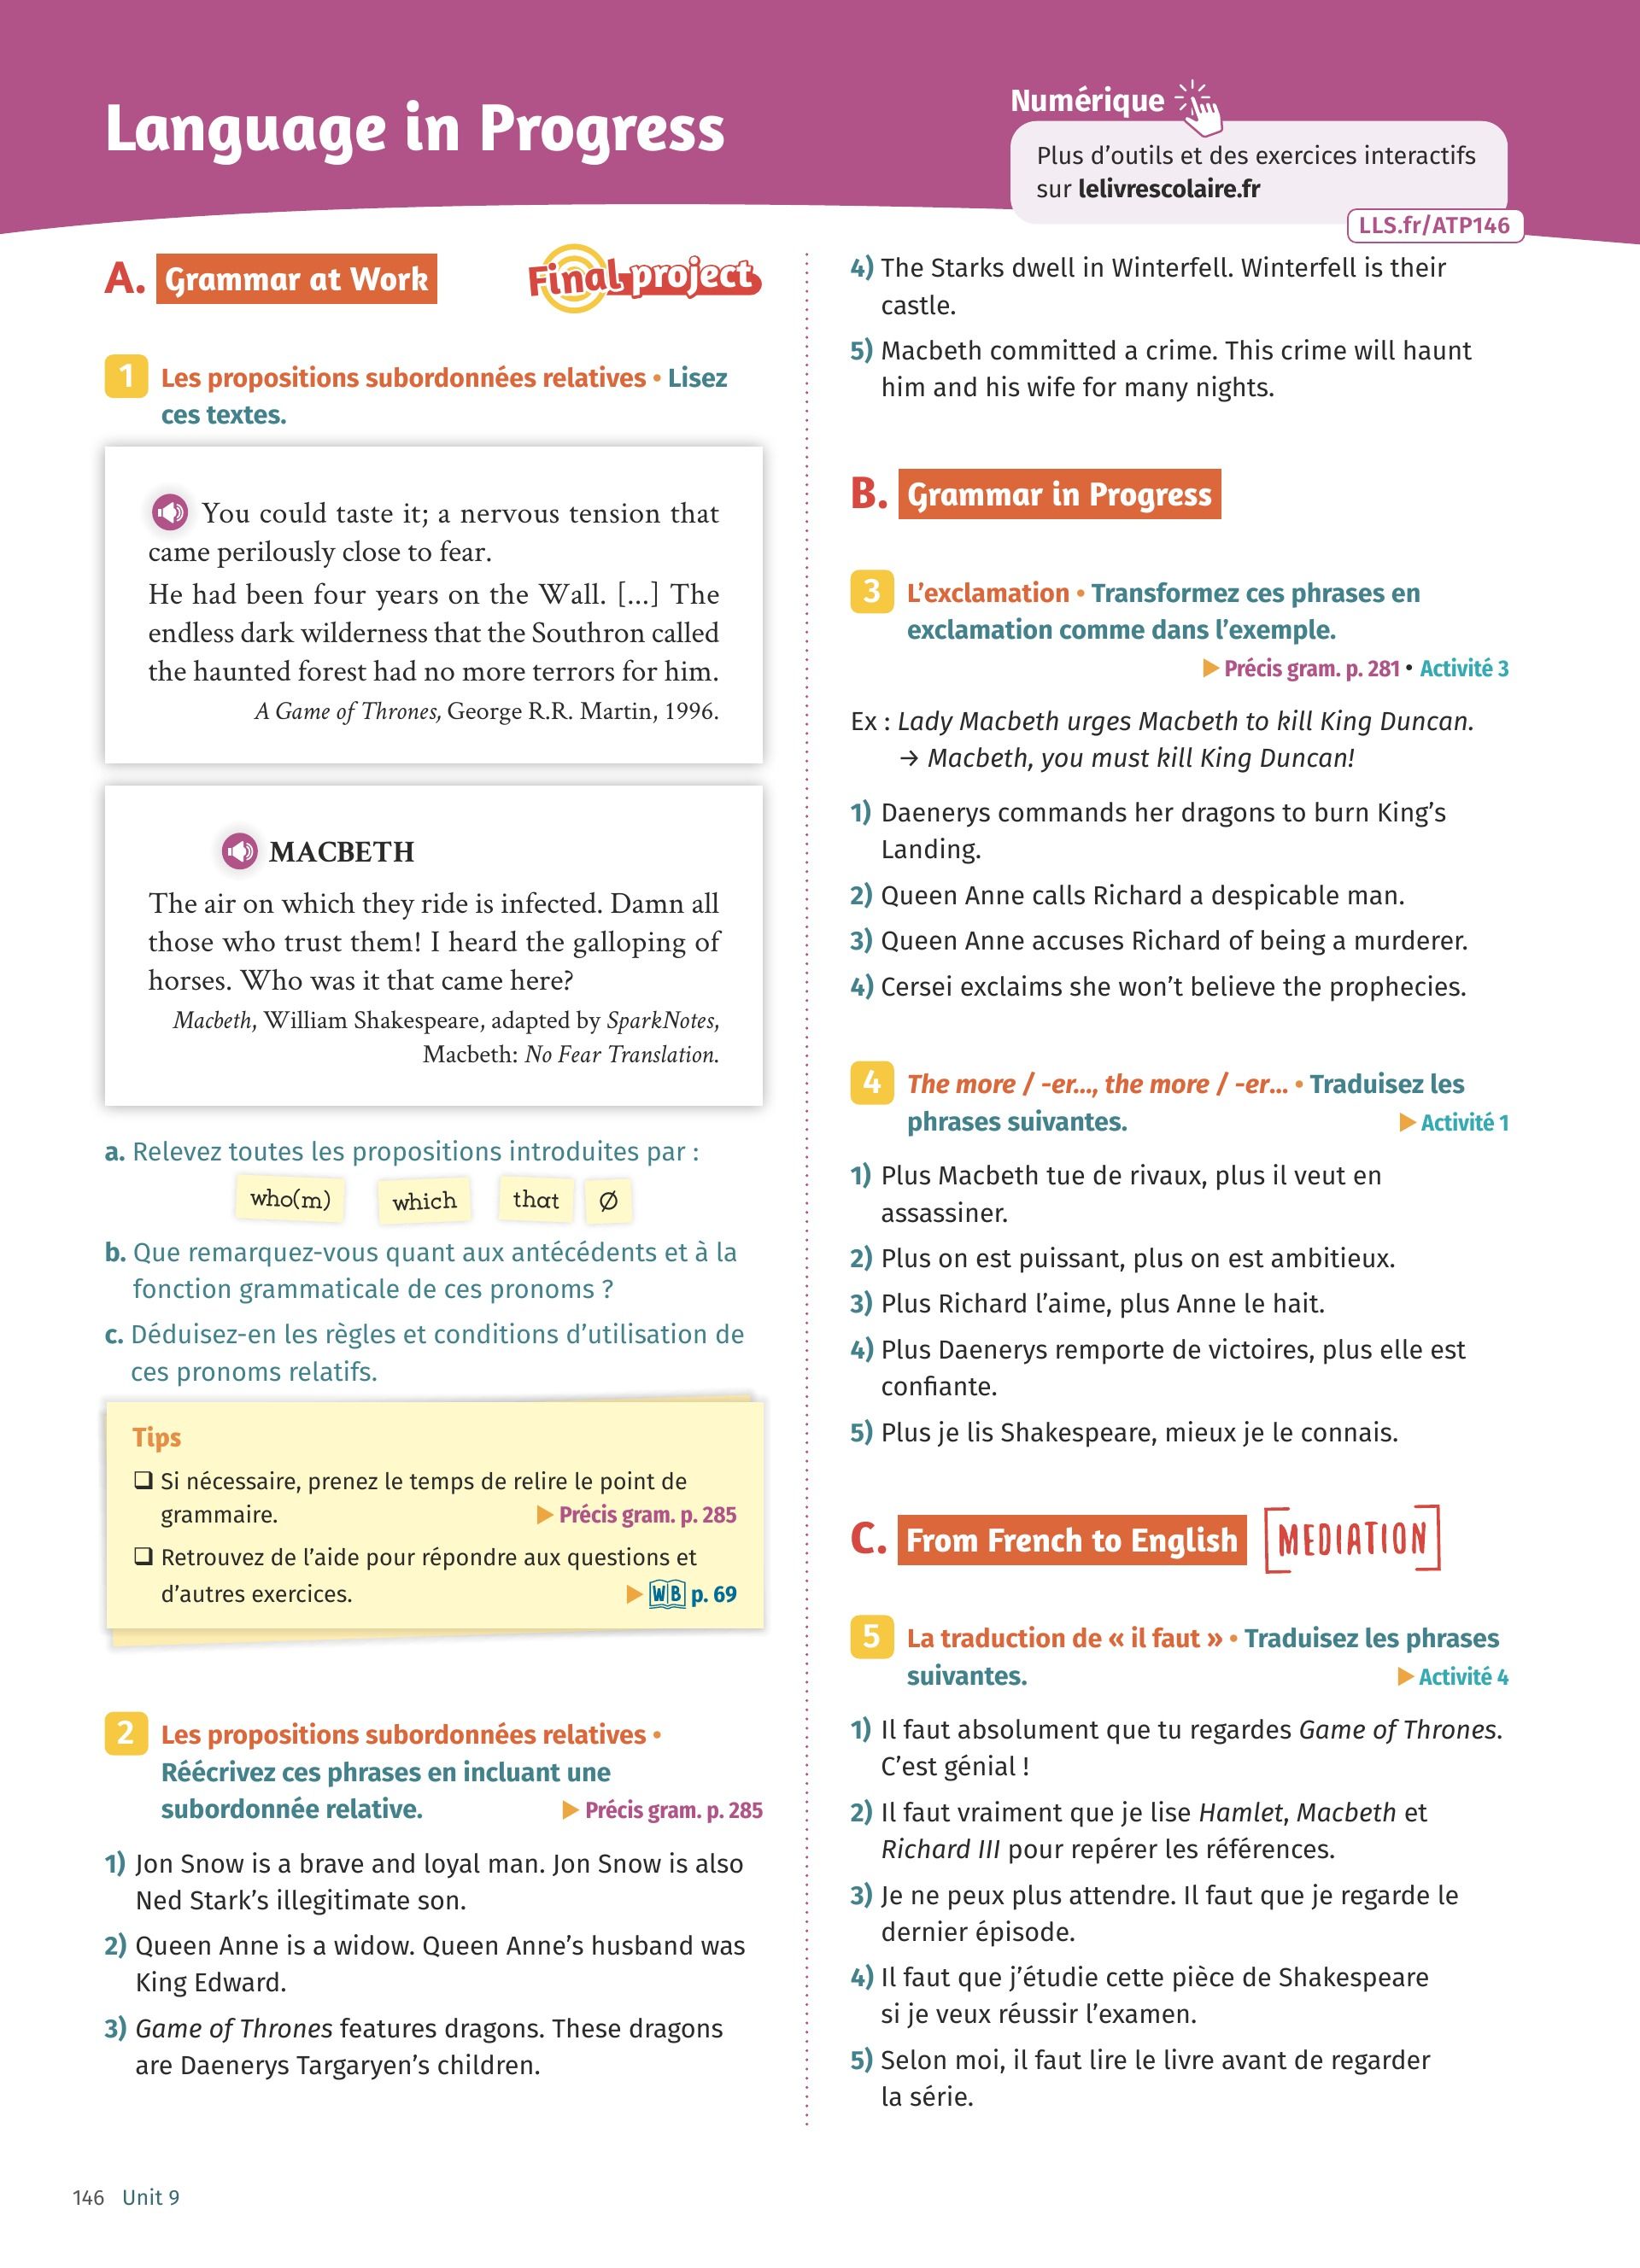 Language in Progress
Numérique
Plus d’outils et des exercices interactifs
sur lelivrescolaire.fr
LLS.fr/ATP146
A. Grammar at Work
Final project
1 Les propositions subordonnées relatives • Lisez
ces textes.
You could taste it; a nervous tension that
came perilously close to fear.
He had been four years on the Wall. [...] The
endless dark wilderness that the Southron called
the haunted forest had no more terrors for him.
A Game of Thrones, George R.R. Martin, 1996.
MACBETH
The air on which they ride is infected. Damn all
those who trust them! I heard the galloping of
horses. Who was it that came here?
Macbeth, William Shakespeare, adapted by SparkNotes,
Macbeth: No Fear Translation.
a. Relevez toutes les propositions introduites par :
who(m) which that Ø
b. Que remarquez-vous quant aux antécédents et à la
fonction grammaticale de ces pronoms ?
c. Déduisez-en les règles et conditions d’utilisation de
ces pronoms relatifs.
Tips
❑ Si nécessaire, prenez le temps de relire le point de
grammaire. ▶ Précis gram. p. 285
❑ Retrouvez de l’aide pour répondre aux questions et
d’autres exercices. ▶ WB p. 69
2 Les propositions subordonnées relatives •
Réécrivez ces phrases en incluant une
subordonnée relative. ▶ Précis gram. p. 285
1) Jon Snow is a brave and loyal man. Jon Snow is also
Ned Stark’s illegitimate son.
2) Queen Anne is a widow. Queen Anne’s husband was
King Edward.
3) Game of Thrones features dragons. These dragons
are Daenerys Targaryen’s children.
4) The Starks dwell in Winterfell. Winterfell is their
castle.
5) Macbeth committed a crime. This crime will haunt
him and his wife for many nights.
B. Grammar in Progress
3 L’exclamation • Transformez ces phrases en
exclamation comme dans l’exemple.
▶ Précis gram. p. 281 • Activité 3
Ex : Lady Macbeth urges Macbeth to kill King Duncan.
→ Macbeth, you must kill King Duncan!
1) Daenerys commands her dragons to burn King’s
Landing.
2) Queen Anne calls Richard a despicable man.
3) Queen Anne accuses Richard of being a murderer.
4) Cersei exclaims she won’t believe the prophecies.
4 The more / -er..., the more / -er... • Traduisez les
phrases suivantes. ▶ Activité 1
1) Plus Macbeth tue de rivaux, plus il veut en
assassiner.
2) Plus on est puissant, plus on est ambitieux.
3) Plus Richard l’aime, plus Anne le hait.
4) Plus Daenerys remporte de victoires, plus elle est
confiante.
5) Plus je lis Shakespeare, mieux je le connais.
C. From French to English MEDIATION
5 La traduction de « il faut » • Traduisez les phrases
suivantes. ▶ Activité 4
1) Il faut absolument que tu regardes Game of Thrones.
C’est génial !
2) Il faut vraiment que je lise Hamlet, Macbeth et
Richard III pour repérer les références.
3) Je ne peux plus attendre. Il faut que je regarde le
dernier épisode.
4) Il faut que j’étudie cette pièce de Shakespeare
si je veux réussir l’examen.
5) Selon moi, il faut lire le livre avant de regarder
la série.
146 Unit 9